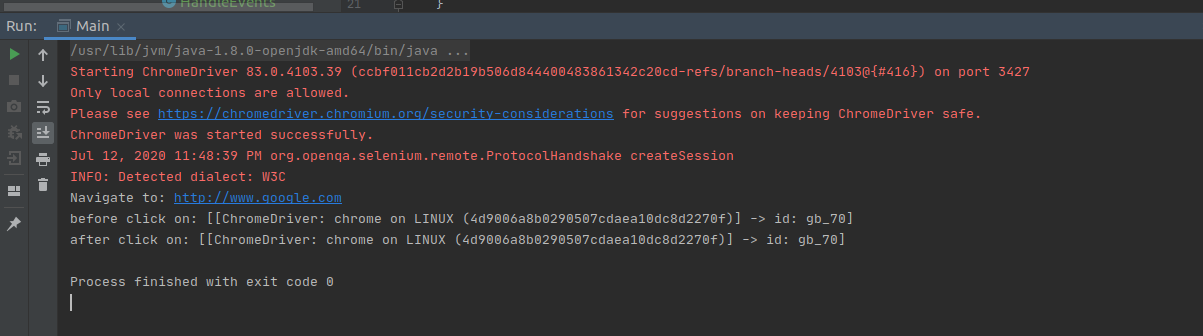 HandleEvents
21 }
Run: Main ×
/usr/lib/jvm/java-1.8.0-openjdk-amd64/bin/java ...
Starting ChromeDriver 83.0.4103.39 (ccbf011cb2d2b19b506d844400483861342c20cd-refs/branch-heads/4103@{#416}) on port 3427
Only local connections are allowed.
Please see https://chromedriver.chromium.org/security-considerations for suggestions on keeping ChromeDriver safe.
ChromeDriver was started successfully.
Jul 12, 2020 11:48:39 PM org.openqa.selenium.remote.ProtocolHandshake createSession
INFO: Detected dialect: W3C
Navigate to: http://www.google.com
before click on: [[ChromeDriver: chrome on LINUX (4d9006a8b0290507cdaea10dc8d2270f)] -> id: gb_70]
after click on: [[ChromeDriver: chrome on LINUX (4d9006a8b0290507cdaea10dc8d2270f)] -> id: gb_70]
Process finished with exit code 0